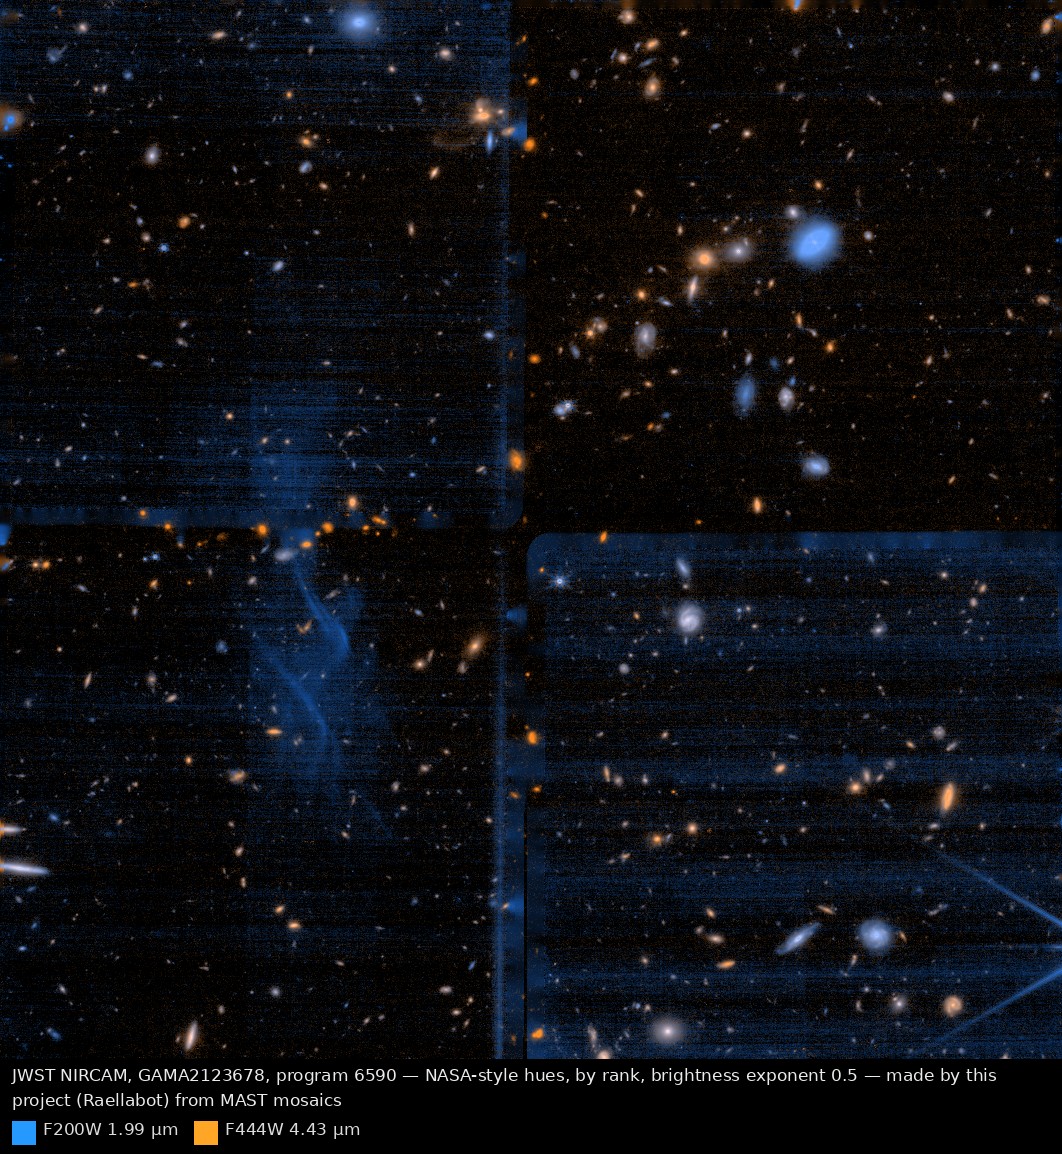 JWST NIRCAM, GAMA2123678, program 6590 — NASA-style hues, by rank, brightness exponent 0.5 — made by this
project (Raellabot) from MAST mosaics
F200W 1.99 µm F444W 4.43 µm